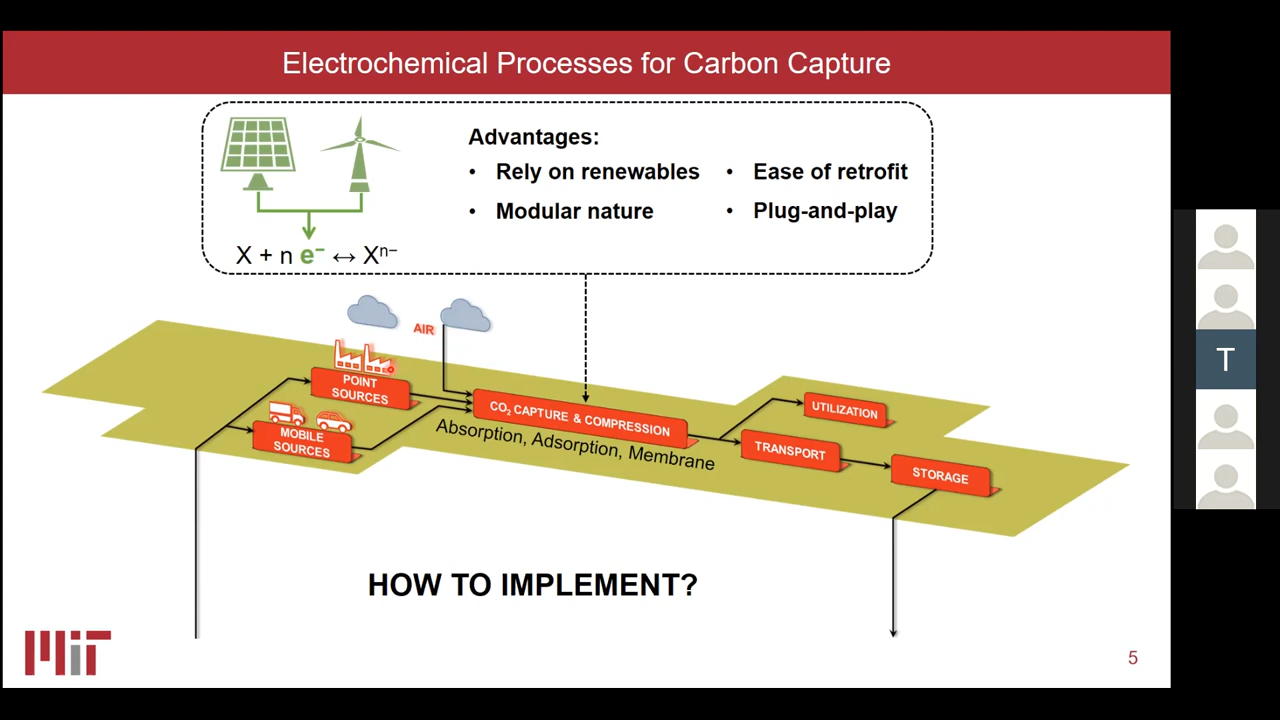 Electrochemical Processes for Carbon Capture
Advantages:
• Rely on renewables
• Ease of retrofit
• Modular nature
• Plug-and-play
X + n e⁻ ↔ Xⁿ⁻
AIR
POINT
SOURCES
MOBILE
SOURCES
CO₂ CAPTURE & COMPRESSION
Absorption, Adsorption, Membrane
UTILIZATION
TRANSPORT
STORAGE
HOW TO IMPLEMENT?
MIT
5
T